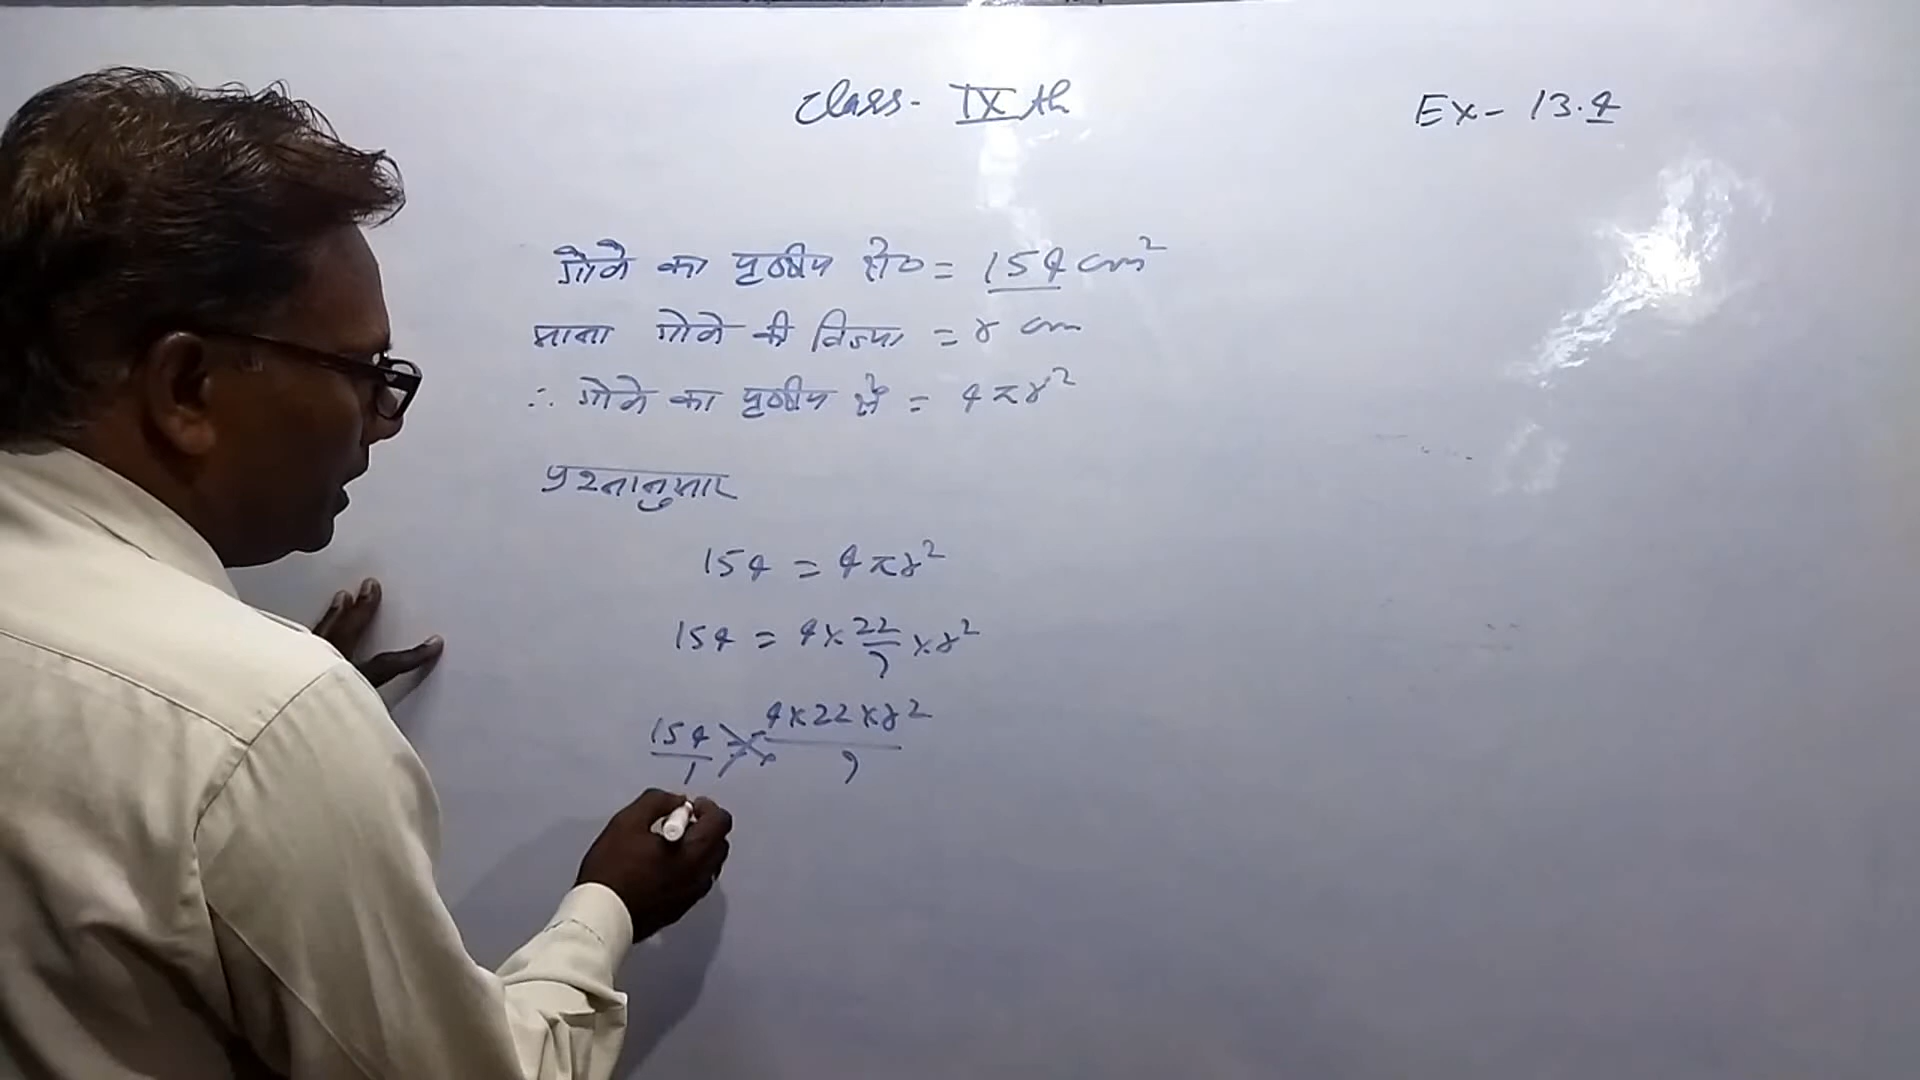 Class- IX th
Ex- 13.4
गोले का पृष्ठीय क्षे० = 154 cm²
माना गोले की त्रिज्या = r cm
∴ गोले का पृष्ठीय क्षे = 4πr²
प्रश्नानुसार
154 = 4πr²
154 = 4×22/7×r²
154/1 = 4×22×r²/7